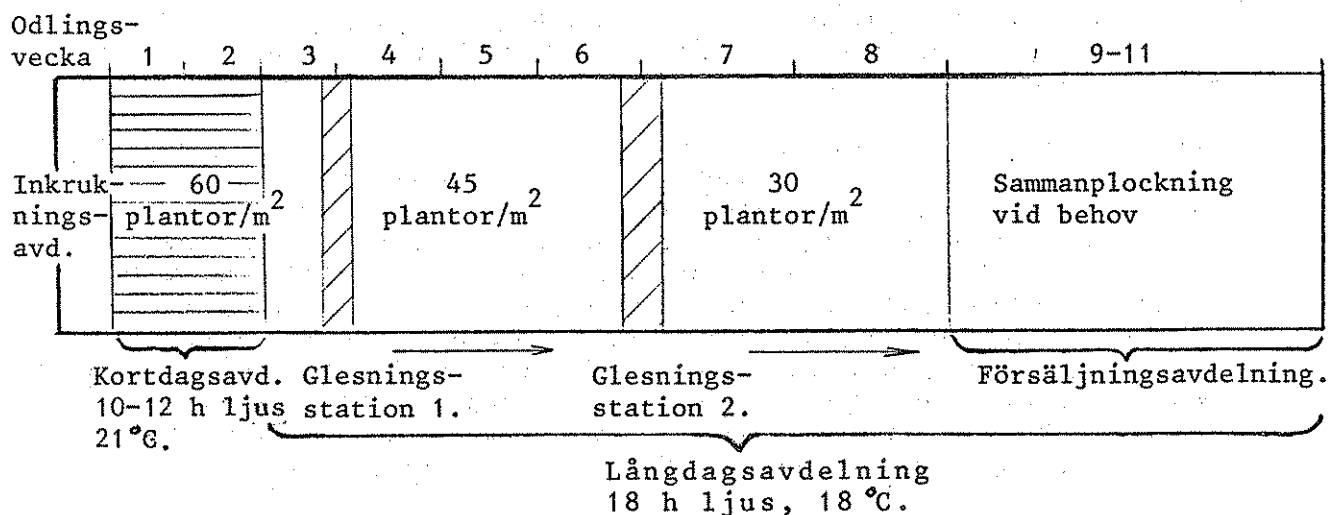 Odlings-
vecka 1 2 3 4 5 6 7 8 9-11
Inkruk-
nings-
avd.
60
plantor/m²
45
plantor/m²
30
plantor/m²
Sammanplockning
vid behov
Kortdagsavd.
10-12 h ljus
21°C.
Glesnings-
station 1.
Glesnings-
station 2.
Försäljningsavdelning.
Långdagsavdelning
18 h ljus, 18 °C.